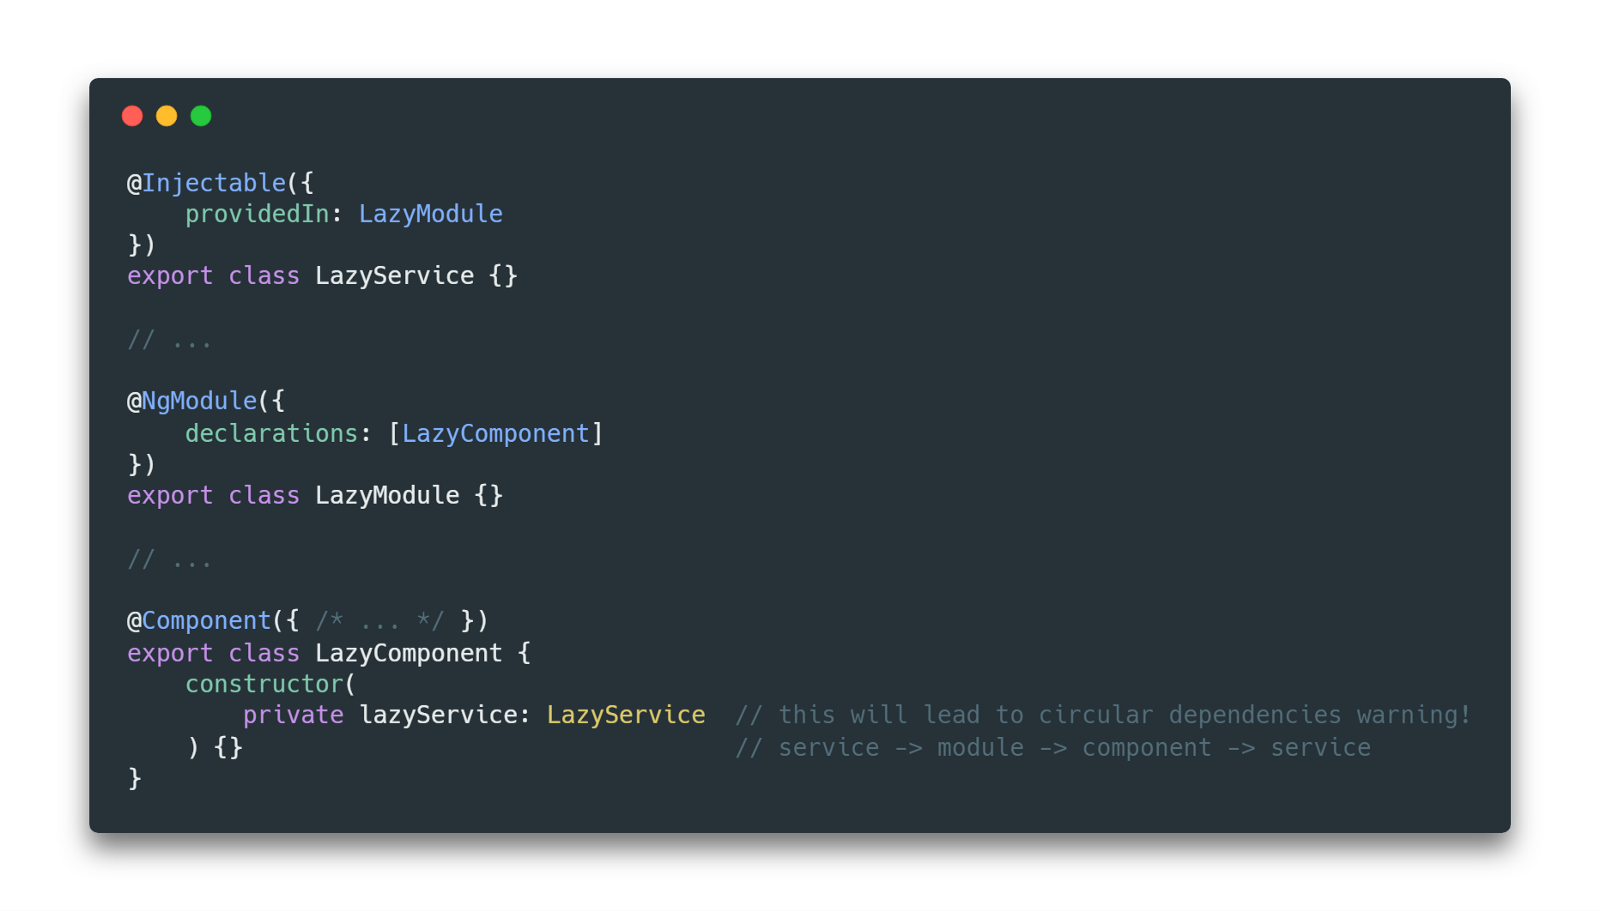 @Injectable({
    providedIn: LazyModule
})
export class LazyService {}

// ...

@NgModule({
    declarations: [LazyComponent]
})
export class LazyModule {}

// ...

@Component({ /* ... */ })
export class LazyComponent {
    constructor(
        private lazyService: LazyService  // this will lead to circular dependencies warning!
    ) {}                                  // service -> module -> component -> service
}